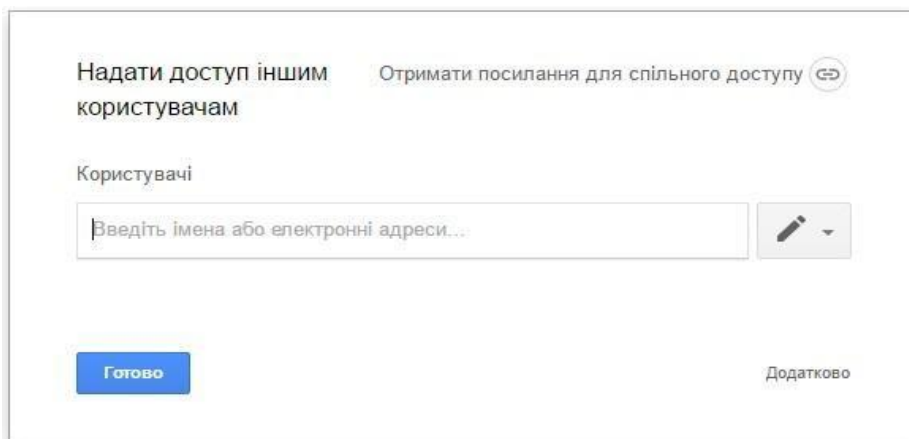 Надати доступ іншим
користувачам
Отримати посилання для спільного доступу
Користувачі
Введіть імена або електронні адреси...
Готово
Додатково